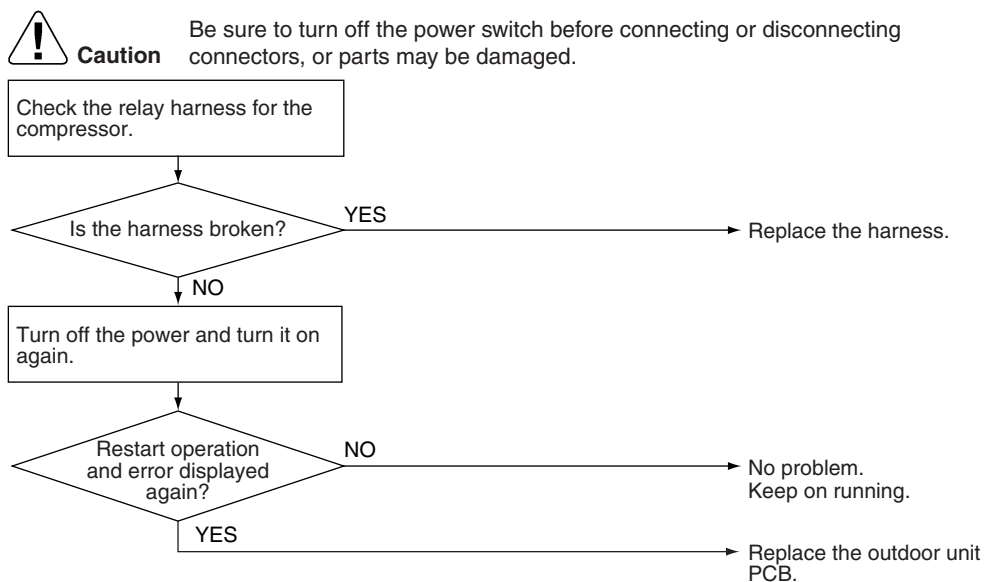 Be sure to turn off the power switch before connecting or disconnecting
Caution connectors, or parts may be damaged.
Check the relay harness for the
compressor.
Is the harness broken?
YES
Replace the harness.
NO
Turn off the power and turn it on
again.
Restart operation
and error displayed
again?
NO
No problem.
Keep on running.
YES
Replace the outdoor unit
PCB.